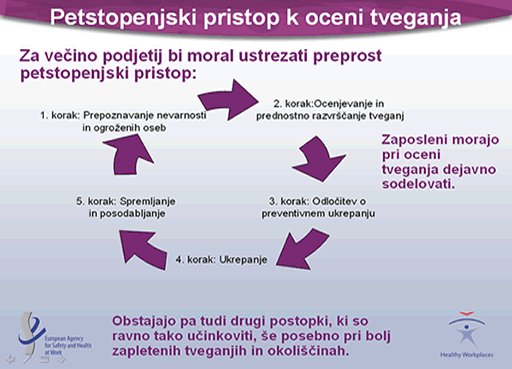 Petstopenjski pristop k oceni tveganja
Za večino podjetij bi moral ustrezati preprost
petstopenjski pristop:
1. korak: Prepoznavanje nevarnosti
in ogroženih oseb
2. korak:Ocenjevanje in
prednostno razvrščanje tveganj
Zaposleni morajo
pri oceni
tveganja dejavno
sodelovati.
5. korak: Spremljanje
in posodabljanje
3. korak: Odločitev o
preventivnem ukrepanju
4. korak: Ukrepanje
Obstajajo pa tudi drugi postopki, ki so
ravno tako učinkoviti, še posebno pri bolj
zapletenih tveganjih in okoliščinah.
European Agency
for Safety and Health
at Work
Healthy Workplaces